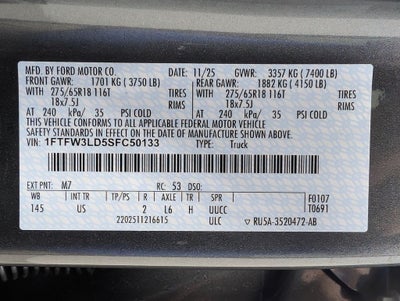 MFD. BY FORD MOTOR CO. 11/25 GVWR: 3357 KG (7400 LB)
FRONT GAWR: 1701 KG (3750 LB) REAR GAWR: 1882 KG (4150 LB)
WITH 275/65R18 116T TIRES WITH 275/65R18 116T TIRES
18x7.5J RIMS 18x7.5J RIMS
AT 240 kPa/ 35 PSI COLD AT 240 kPa/ 35 PSI COLD
THIS VEHICLE CONFORMS TO ALL APPLICABLE FEDERAL MOTOR
VEHICLE SAFETY AND THEFT PREVENTION STANDARDS IN EFFECT
ON THE DATE OF MANUFACTURE SHOWN ABOVE.
VIN: 1FTFW3LD5SFC50133 TYPE: Truck
EXT PNT: M7 RC: 53 DSO:
WB TP/PS R AXLE TR SPR F0107
145 US 2 L6 H UUCC T0691
2202511216615 ULC RU5A-3520472-AB